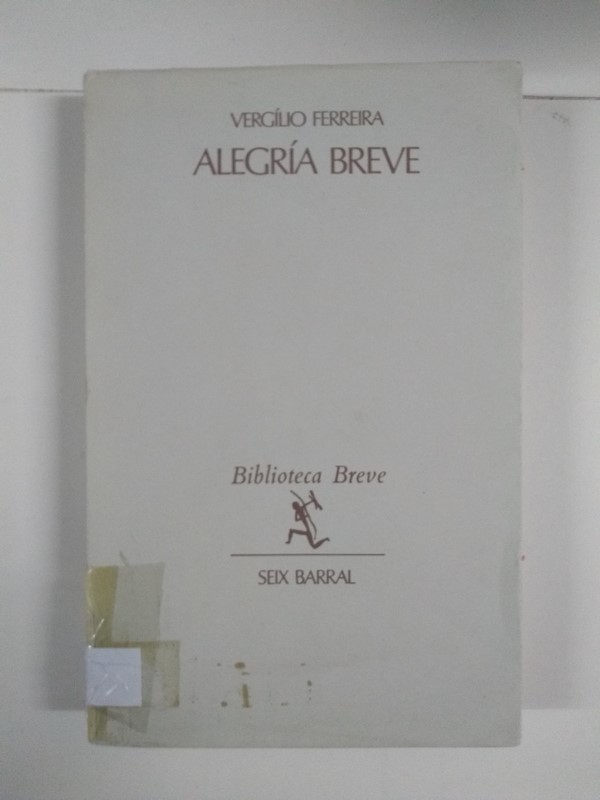 VERGÍLIO FERREIRA
ALEGRÍA BREVE
Biblioteca Breve
SEIX BARRAL